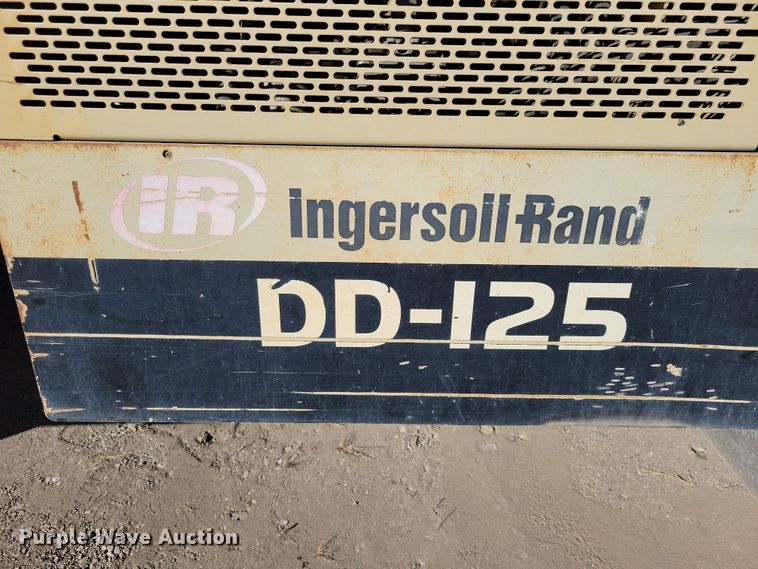 IR ingersoll Rand®
DD-125
Purple Wave Auction